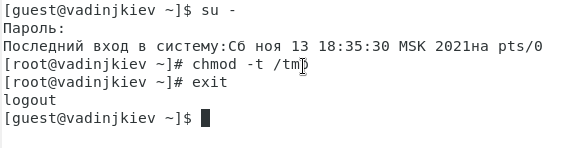 [guest@vadinjkiev ~]$ su -
Пароль:
Последний вход в систему:Сб ноя 13 18:35:30 MSK 2021на pts/0
[root@vadinjkiev ~]# chmod -t /tmp
[root@vadinjkiev ~]# exit
logout
[guest@vadinjkiev ~]$